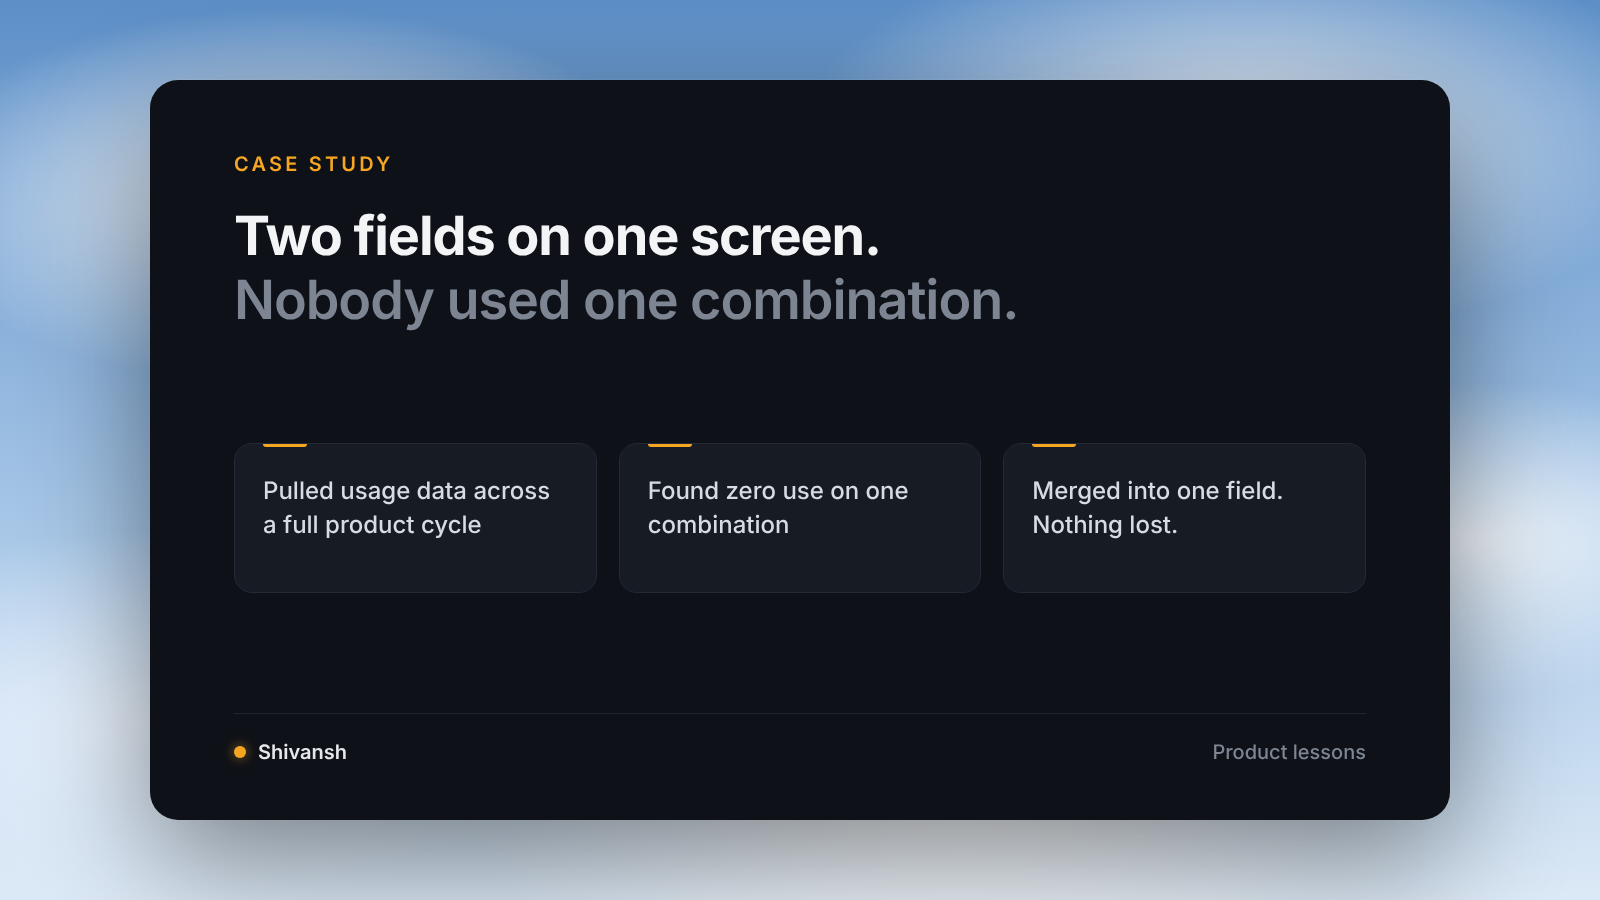 CASE STUDY
Two fields on one screen.
Nobody used one combination.
Pulled usage data across
a full product cycle
Found zero use on one
combination
Merged into one field.
Nothing lost.
Shivansh
Product lessons